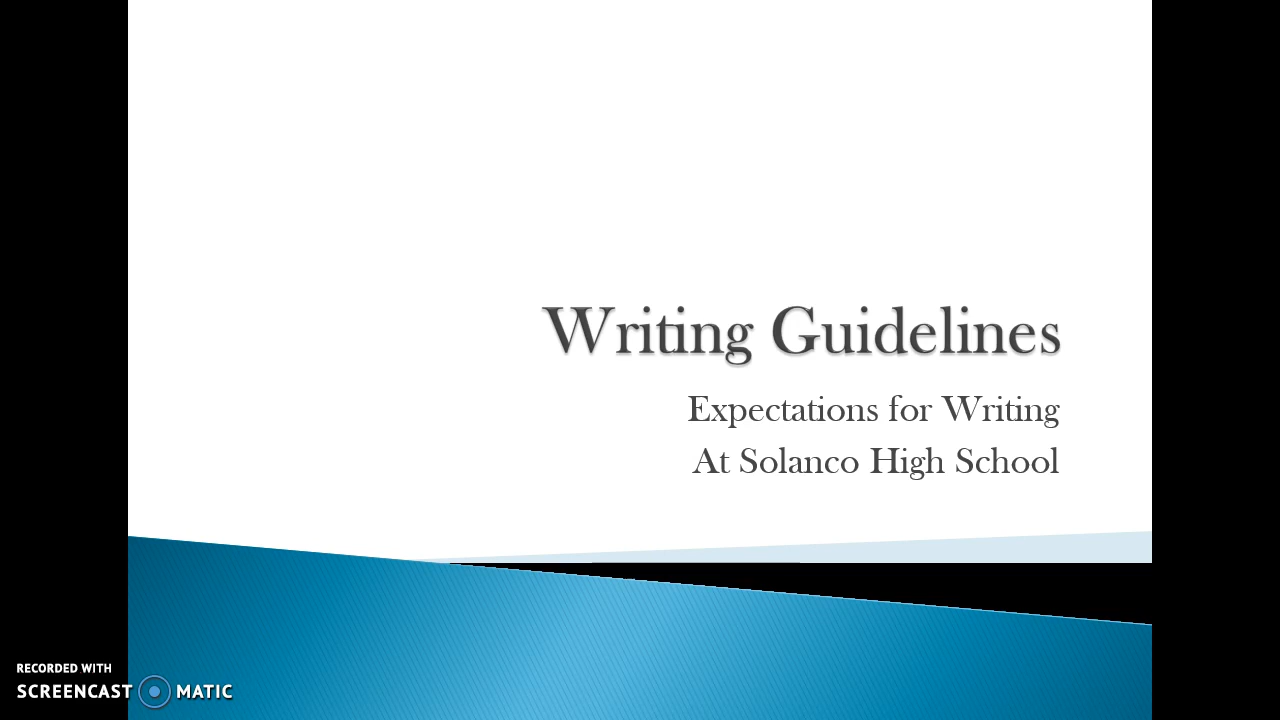 Writing Guidelines
Expectations for Writing
At Solanco High School
RECORDED WITH
SCREENCAST MATIC